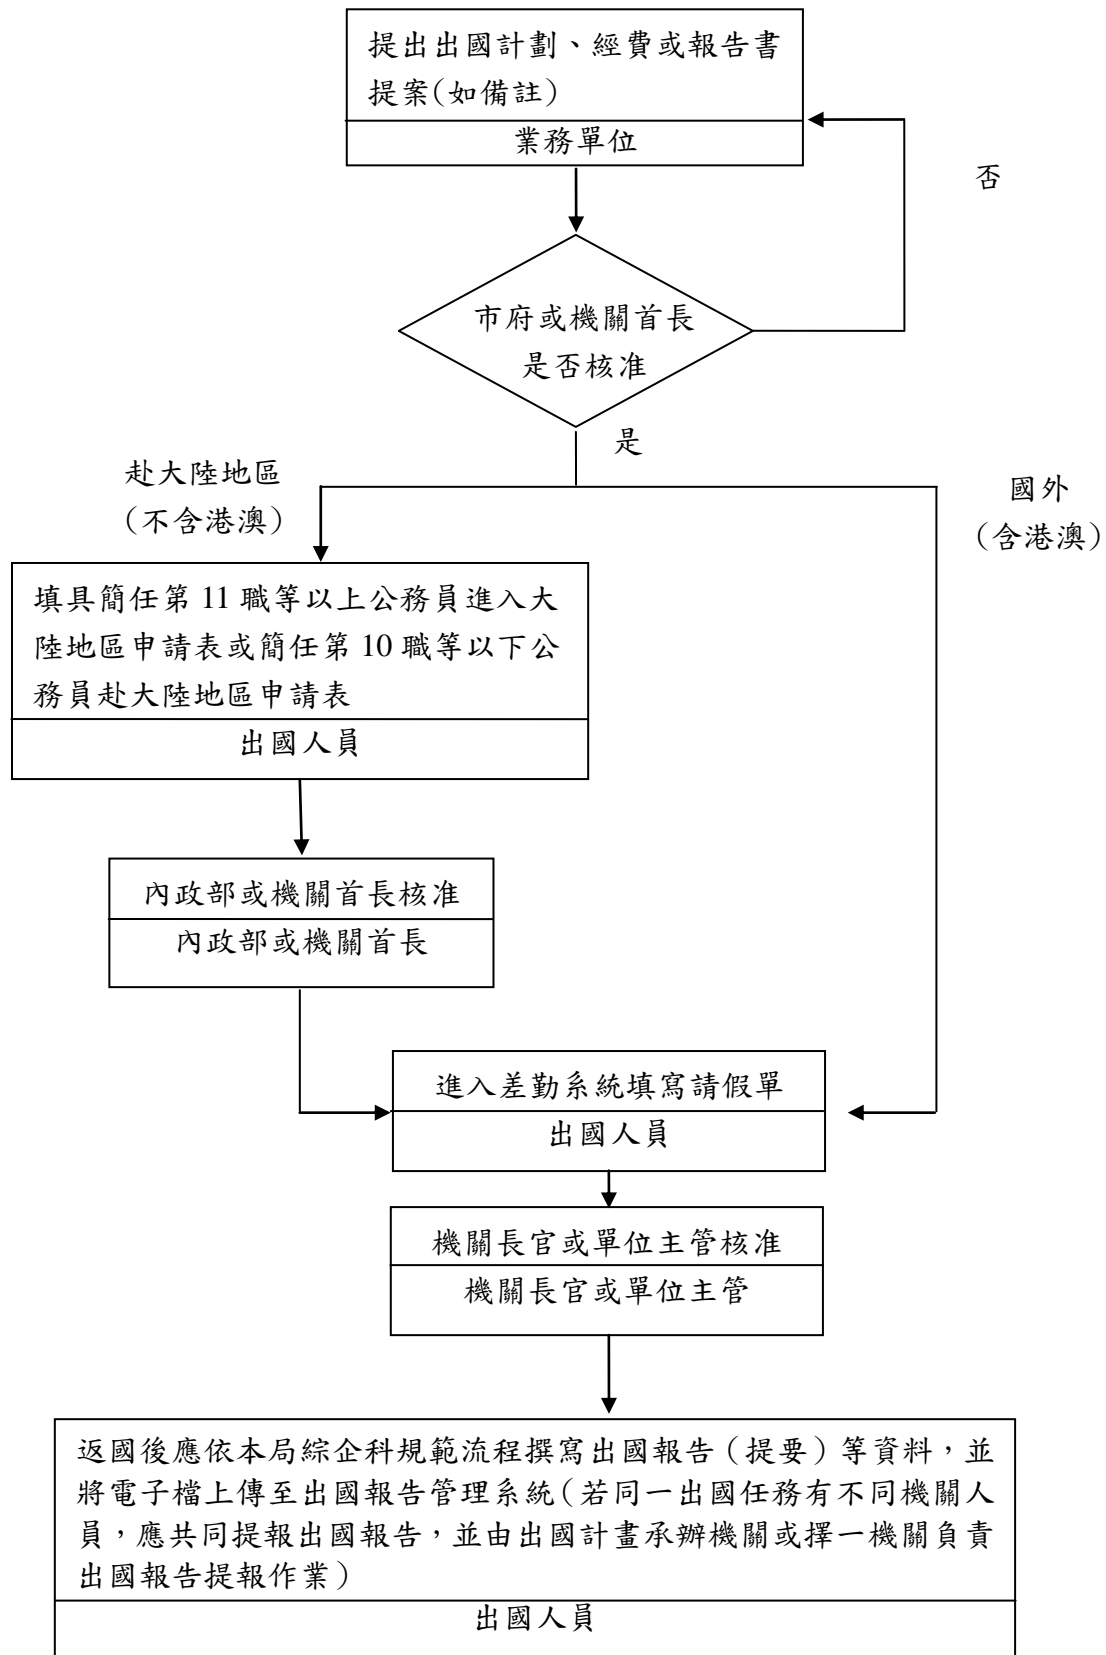 提出出國計劃、經費或報告書
提案(如備註)
業務單位
否
市府或機關首長
是否核准
是
赴大陸地區
(不含港澳)
國外
(含港澳)
填具簡任第 11 職等以上公務員進入大
陸地區申請表或簡任第 10 職等以下公
務員赴大陸地區申請表
出國人員
內政部或機關首長核准
內政部或機關首長
進入差勤系統填寫請假單
出國人員
機關長官或單位主管核准
機關長官或單位主管
返國後應依本局綜企科規範流程撰寫出國報告（提要）等資料，並
將電子檔上傳至出國報告管理系統（若同一出國任務有不同機關人
員，應共同提報出國報告，並由出國計畫承辦機關或擇一機關負責
出國報告提報作業）
出國人員